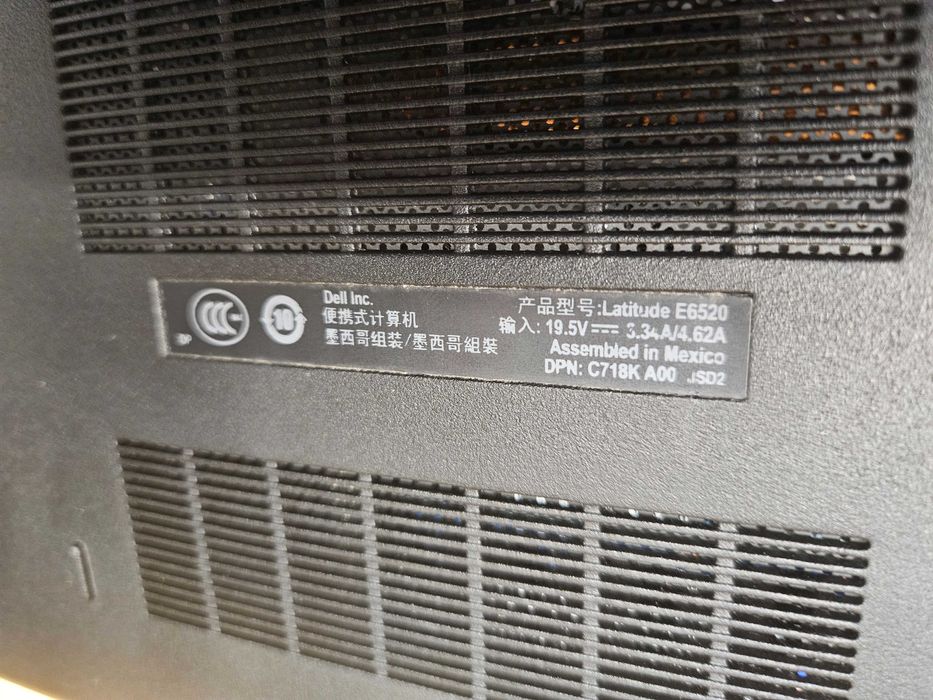 Dell Inc.
便携式计算机
墨西哥组装/墨西哥組裝
10
产品型号:Latitude E6520
输入: 19.5V 3.34A/4.62A
Assembled in Mexico
DPN: C718K A00